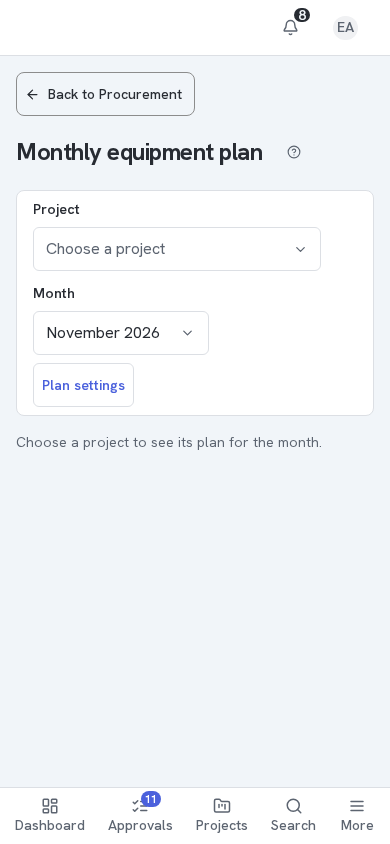 8
EA
Back to Procurement
Monthly equipment plan
Project
Choose a project
Month
November 2026
Plan settings
Choose a project to see its plan for the month.
11
Dashboard
Approvals
Projects
Search
More